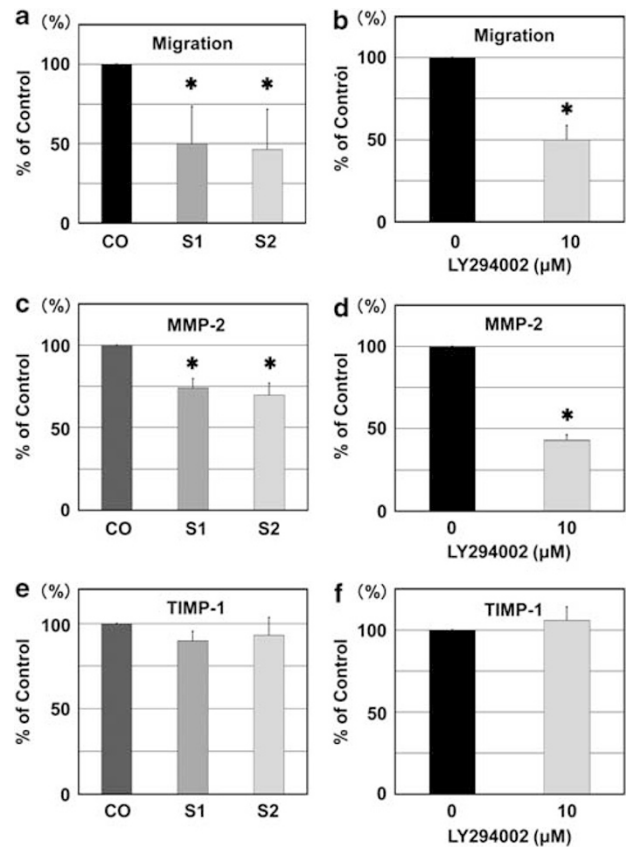 a (%)
Migration
% of Control
100
50
0
* *
CO S1 S2
b (%)
Migration
% of Control
100
50
0
*
0 10
LY294002 (μM)
c (%)
MMP-2
% of Control
100
50
0
* *
CO S1 S2
d (%)
MMP-2
% of Control
100
50
0
*
0 10
LY294002 (μM)
e (%)
TIMP-1
% of Control
100
50
0
CO S1 S2
f (%)
TIMP-1
% of Control
100
50
0
0 10
LY294002 (μM)